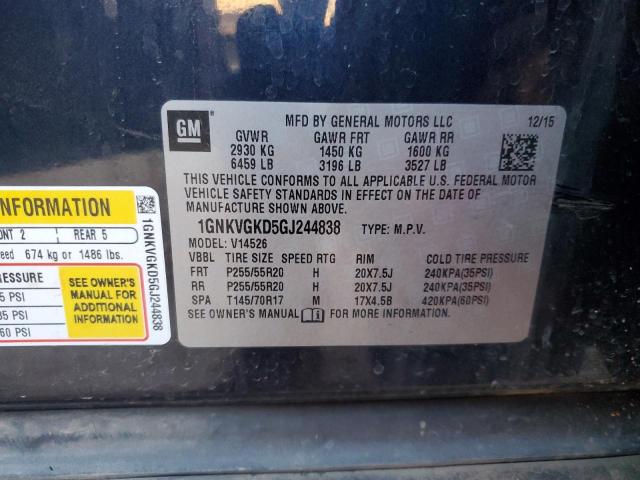 GM
MFD BY GENERAL MOTORS LLC 12/15
GVWR GAWR FRT GAWR RR
2930 KG 1450 KG 1600 KG
6459 LB 3196 LB 3527 LB
THIS VEHICLE CONFORMS TO ALL APPLICABLE U.S. FEDERAL MOTOR
VEHICLE SAFETY STANDARDS IN EFFECT ON THE DATE OF
MANUFACTURE SHOWN ABOVE.
1GNKVGKD5GJ244838 TYPE: M.P.V.
MODEL: V14526
VBBL TIRE SIZE SPEED RTG RIM COLD TIRE PRESSURE
FRT P255/55R20 H 20X7.5J 240KPA(35PSI)
RR P255/55R20 H 20X7.5J 240KPA(35PSI)
SPA T145/70R17 M 17X4.5B 420KPA(60PSI)
SEE OWNER'S MANUAL FOR MORE INFORMATION.
INFORMATION
ONT 2 REAR 5
674 kg or 1486 lbs.
PRESSURE
5 PSI
35 PSI
60 PSI
SEE OWNER'S
MANUAL FOR
ADDITIONAL
INFORMATION
1GNKVGKD5GJ244838